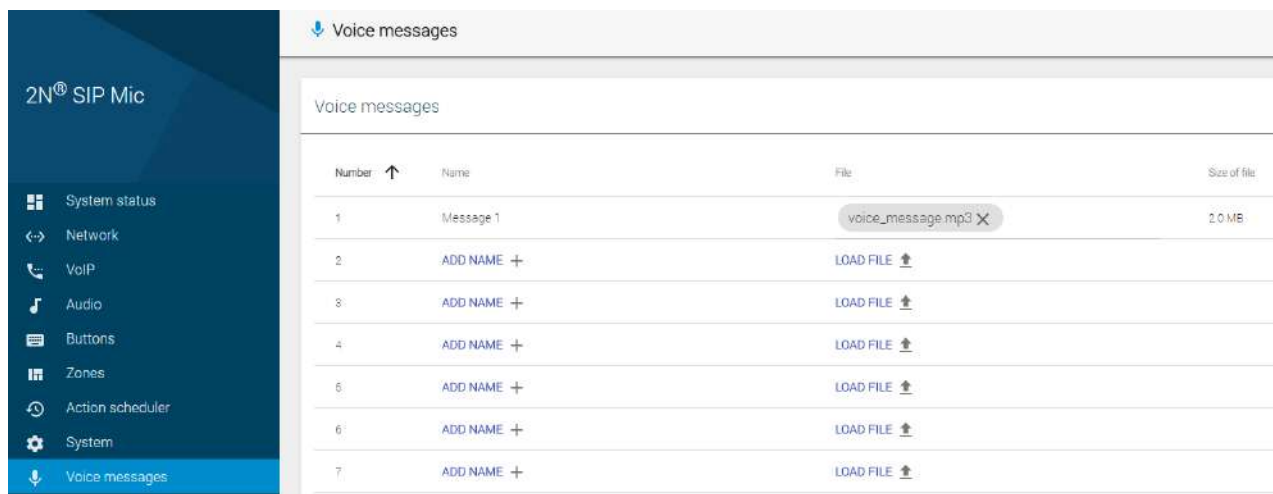 2N® SIP Mic
System status
Network
VoIP
Audio
Buttons
Zones
Action scheduler
System
Voice messages
Voice messages
Voice messages
Number Name File Size of file
1 Message 1 voice_message.mp3 2.0 MB
2 ADD NAME LOAD FILE
3 ADD NAME LOAD FILE
4 ADD NAME LOAD FILE
5 ADD NAME LOAD FILE
6 ADD NAME LOAD FILE
7 ADD NAME LOAD FILE